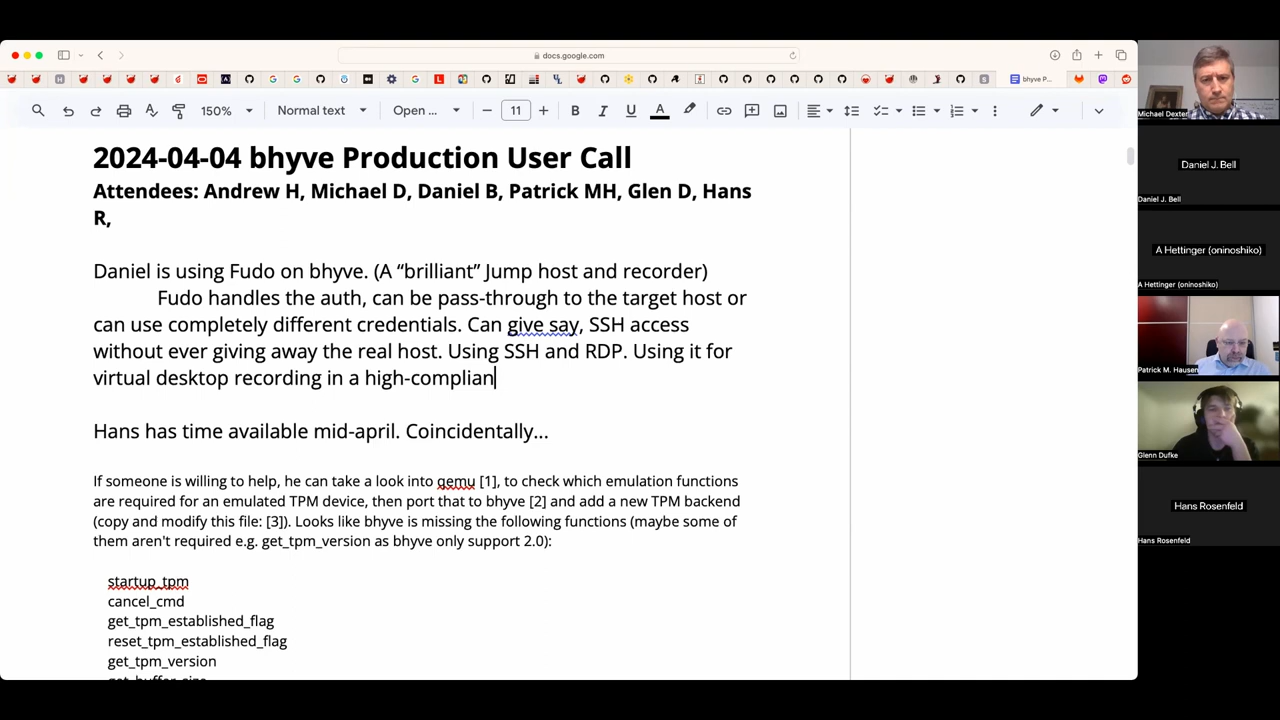 docs.google.com
bhyve P...
150%
Normal text
Open ...
11
2024-04-04 bhyve Production User Call
Attendees: Andrew H, Michael D, Daniel B, Patrick MH, Glen D, Hans
R,
Daniel is using Fudo on bhyve. (A “brilliant” Jump host and recorder)
Fudo handles the auth, can be pass-through to the target host or
can use completely different credentials. Can give say, SSH access
without ever giving away the real host. Using SSH and RDP. Using it for
virtual desktop recording in a high-complian
Hans has time available mid-april. Coincidentally...
If someone is willing to help, he can take a look into qemu [1], to check which emulation functions
are required for an emulated TPM device, then port that to bhyve [2] and add a new TPM backend
(copy and modify this file: [3]). Looks like bhyve is missing the following functions (maybe some of
them aren't required e.g. get_tpm_version as bhyve only support 2.0):
startup_tpm
cancel_cmd
get_tpm_established_flag
reset_tpm_established_flag
get_tpm_version
Michael Dexter
Daniel J. Bell
Daniel J. Bell
A Hettinger (oninoshiko)
A Hettinger (oninoshiko)
Patrick M. Hausen
Glenn Dufke
Hans Rosenfeld
Hans Rosenfeld